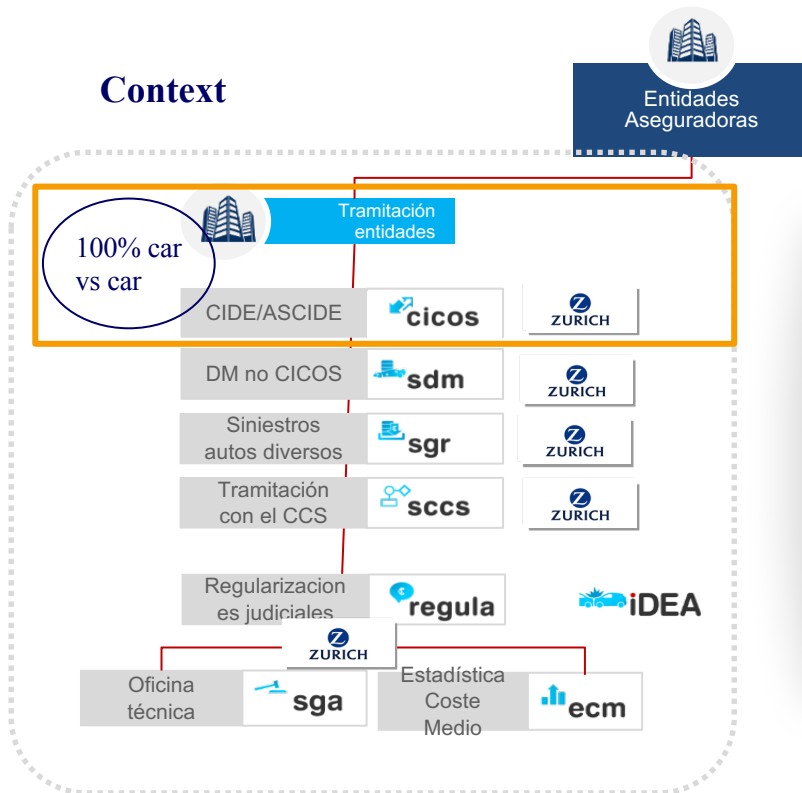 Context
Entidades
Aseguradoras
Tramitación
entidades
100% car
vs car
CIDE/ASCIDE
cicos
ZURICH
DM no CICOS
sdm
ZURICH
Siniestros
autos diversos
sgr
ZURICH
Tramitación
con el CCS
sccs
ZURICH
Regularizacion
es judiciales
regula
iDEA
ZURICH
Oficina
técnica
sga
Estadística
Coste
Medio
ecm